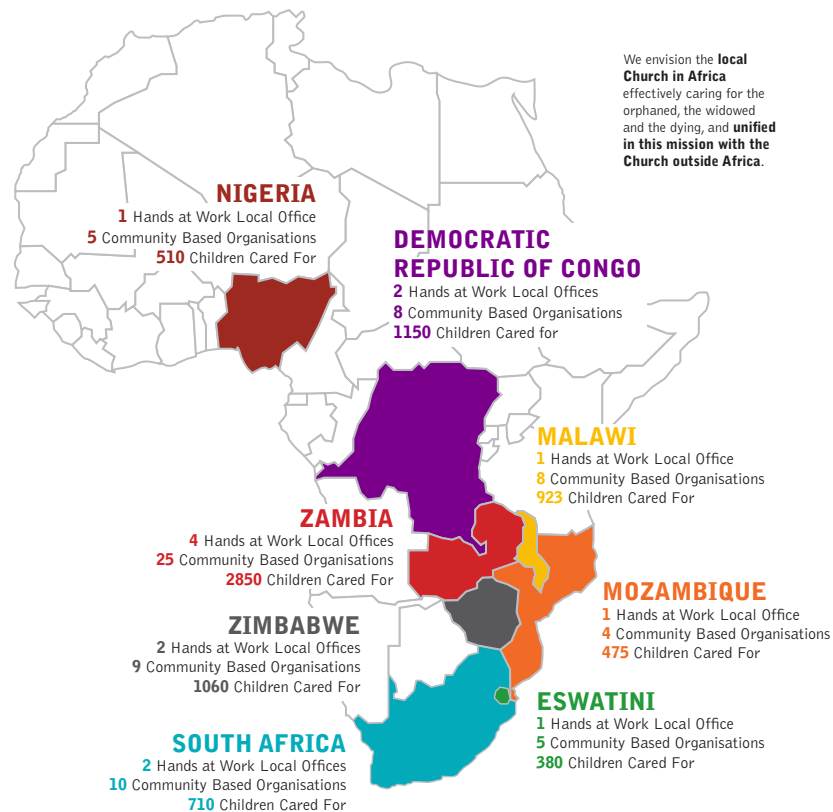 We envision the local
Church in Africa
effectively caring for the
orphaned, the widowed
and the dying, and unified
in this mission with the
Church outside Africa.
NIGERIA
1 Hands at Work Local Office
5 Community Based Organisations
510 Children Cared For
DEMOCRATIC
REPUBLIC OF CONGO
2 Hands at Work Local Offices
8 Community Based Organisations
1150 Children Cared for
MALAWI
1 Hands at Work Local Office
8 Community Based Organisations
923 Children Cared For
ZAMBIA
4 Hands at Work Local Offices
25 Community Based Organisations
2850 Children Cared For
MOZAMBIQUE
1 Hands at Work Local Office
4 Community Based Organisations
475 Children Cared For
ZIMBABWE
2 Hands at Work Local Offices
9 Community Based Organisations
1060 Children Cared For
ESWATINI
1 Hands at Work Local Office
5 Community Based Organisations
380 Children Cared For
SOUTH AFRICA
2 Hands at Work Local Offices
10 Community Based Organisations
710 Children Cared For